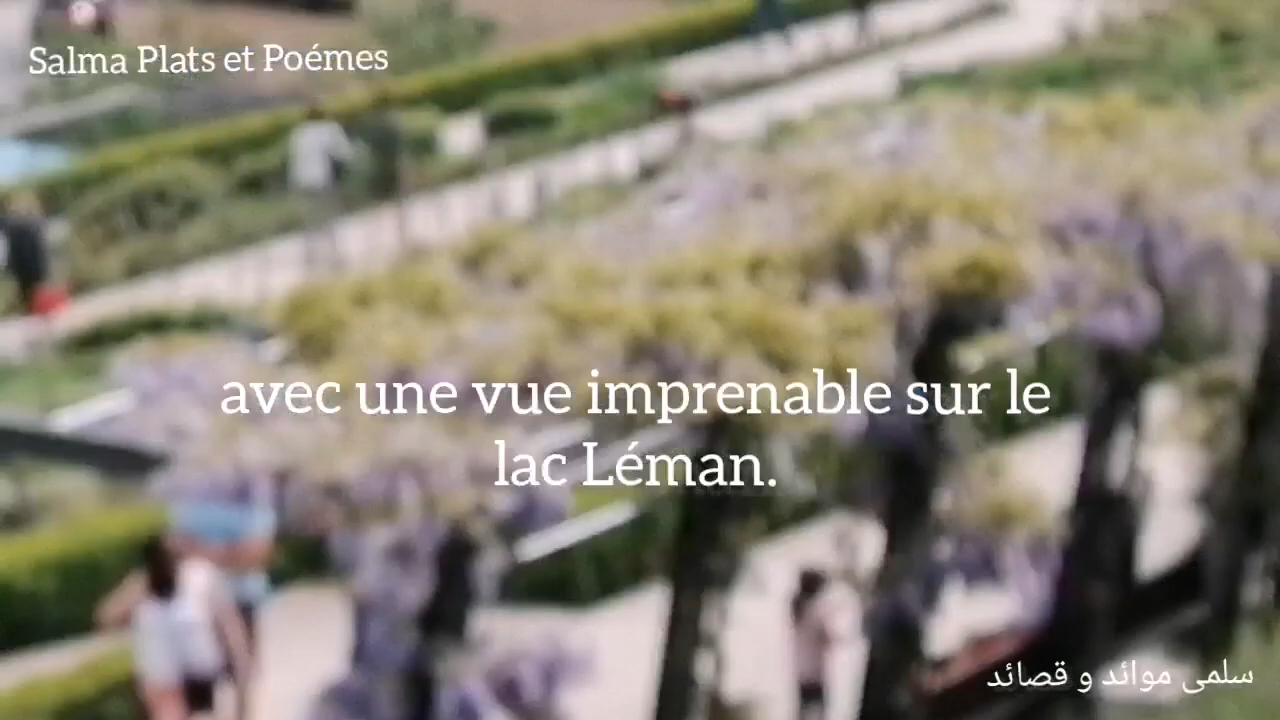 Salma Plats et Poémes
avec une vue imprenable sur le
lac Léman.
سلمى موائد و قصائد